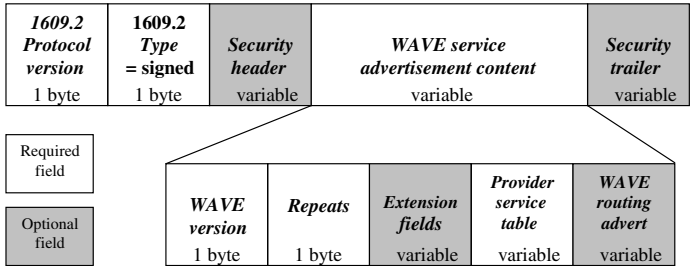 1609.2 Protocol version
1 byte
1609.2 Type = signed
1 byte
Security header
variable
WAVE service advertisement content
variable
Security trailer
variable
Required field
Optional field
WAVE version
1 byte
Repeats
1 byte
Extension fields
variable
Provider service table
variable
WAVE routing advert
variable